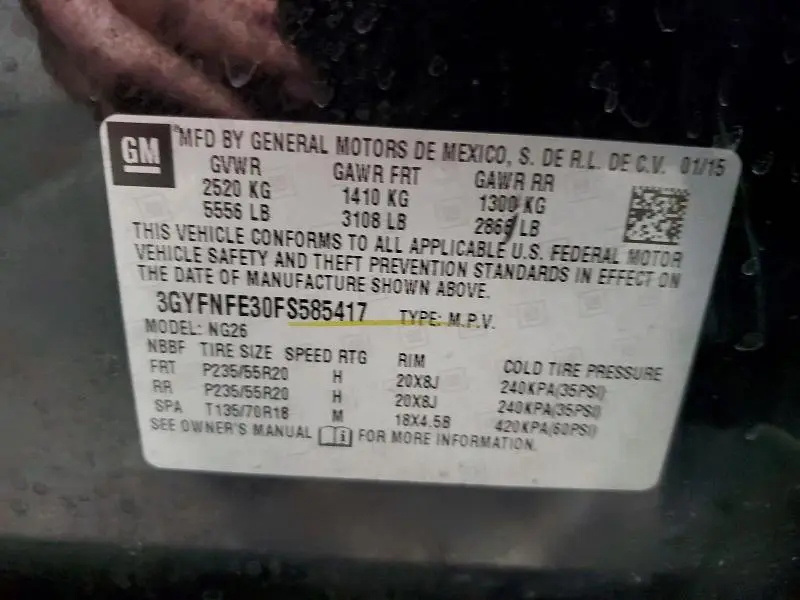 GM
MFD BY GENERAL MOTORS DE MEXICO, S. DE R.L. DE C.V. 01/15
GVWR GAWR FRT GAWR RR
2520 KG 1410 KG 1300 KG
5556 LB 3108 LB 2866 LB
THIS VEHICLE CONFORMS TO ALL APPLICABLE U.S. FEDERAL MOTOR
VEHICLE SAFETY AND THEFT PREVENTION STANDARDS IN EFFECT ON
THE DATE OF MANUFACTURE SHOWN ABOVE.
3GYFNFE30FS585417 TYPE: M.P.V.
MODEL: NG26
NBBF TIRE SIZE SPEED RTG RIM COLD TIRE PRESSURE
FRT P235/55R20 H 20X8J 240KPA(35PSI)
RR P235/55R20 H 20X8J 240KPA(35PSI)
SPA T135/70R18 M 18X4.5B 420KPA(60PSI)
SEE OWNER'S MANUAL FOR MORE INFORMATION.